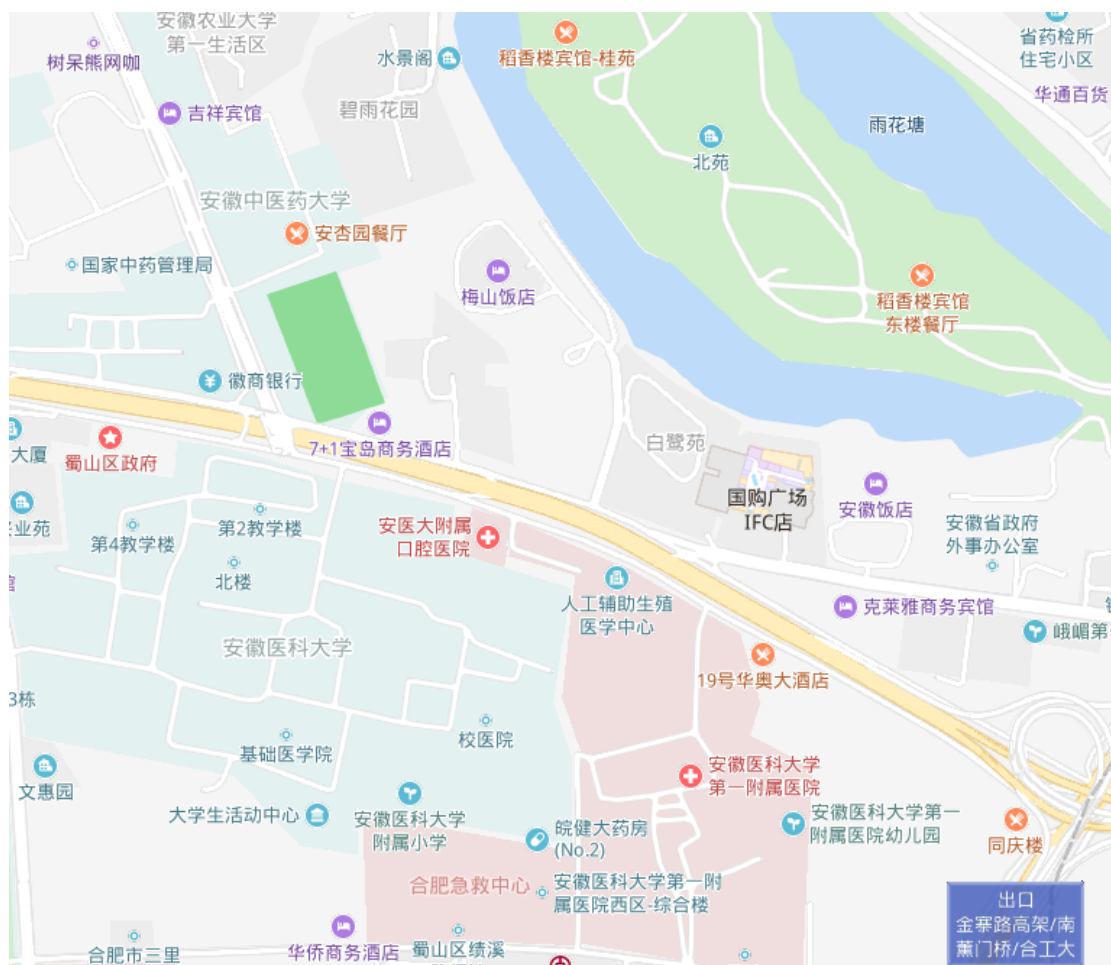 安徽农业大学
第一生活区
树呆熊网咖
水景阁
稻香楼宾馆-桂苑
省药检所
住宅小区
华通百货
吉祥宾馆
碧雨花园
雨花塘
北苑
安徽中医药大学
安杏园餐厅
国家中药管理局
梅山饭店
稻香楼宾馆
东楼餐厅
徽商银行
7+1宝岛商务酒店
大厦
蜀山区政府
白鹭苑
国购广场
IFC店
安徽饭店
业苑
第4教学楼
第2教学楼
安医大附属
口腔医院
安徽省政府
外事办公室
北楼
馆
人工辅助生殖
医学中心
克莱雅商务宾馆
峨嵋第
安徽医科大学
19号华奥大酒店
3栋
校医院
基础医学院
文惠园
安徽医科大学
第一附属医院
大学生活动中心
安徽医科大学
附属小学
皖健大药房
(No.2)
安徽医科大学第一
附属医院幼儿园
同庆楼
合肥急救中心
安徽医科大学第一附
属医院西区-综合楼
出口
金寨路高架/南
薰门桥/合工大
合肥市三里
华侨商务酒店
蜀山区绩溪